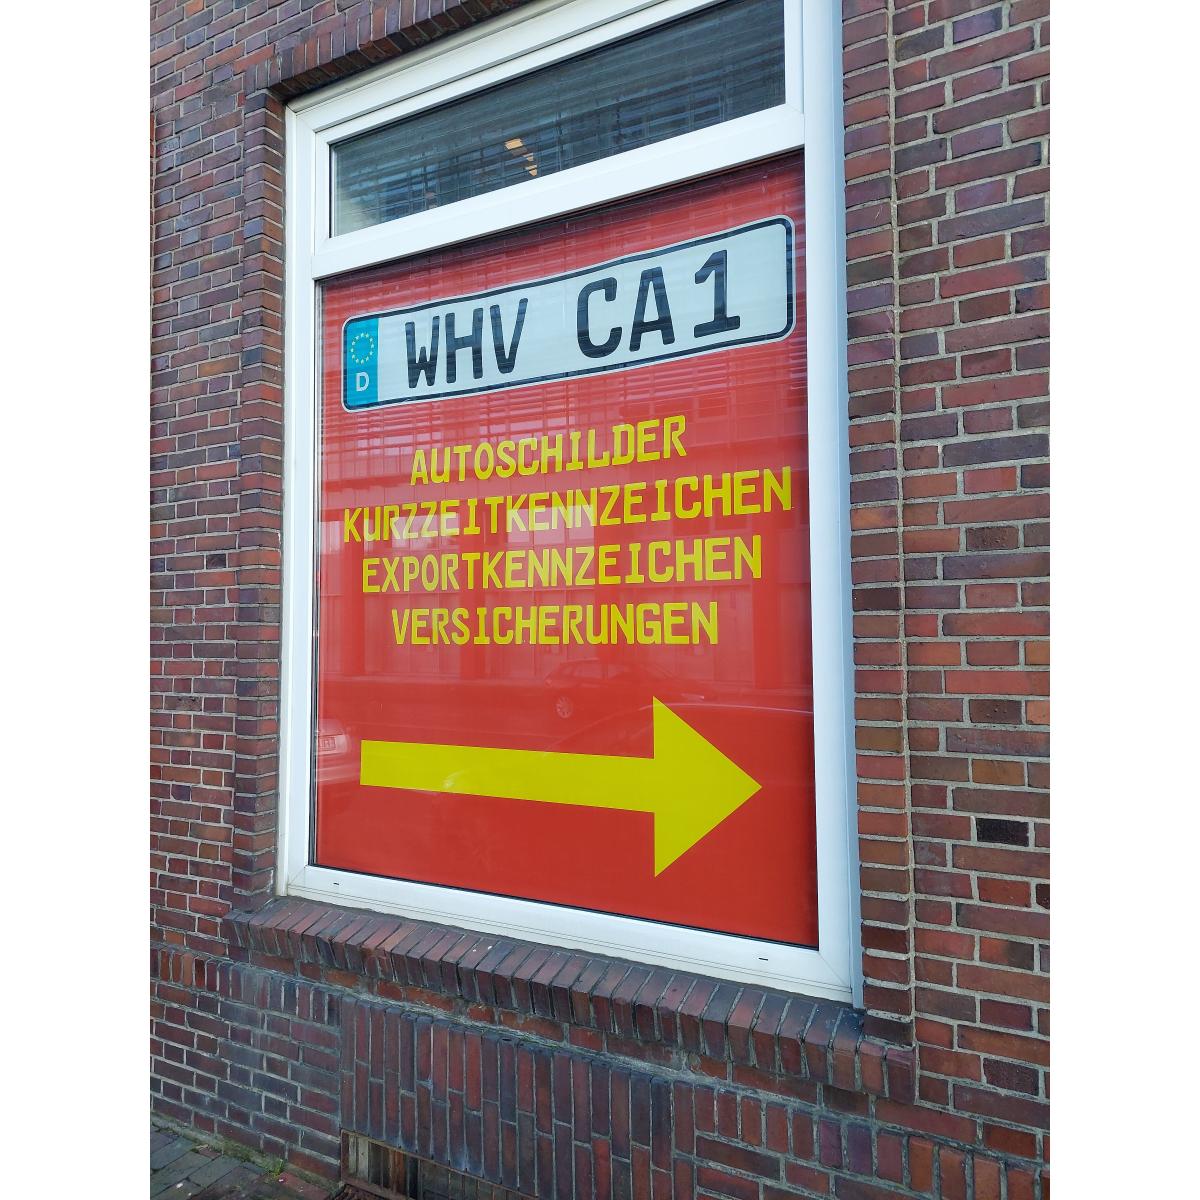 D WHV CA1
AUTOSCHILDER
KURZZEITKENNZEICHEN
EXPORTKENNZEICHEN
VERSICHERUNGEN